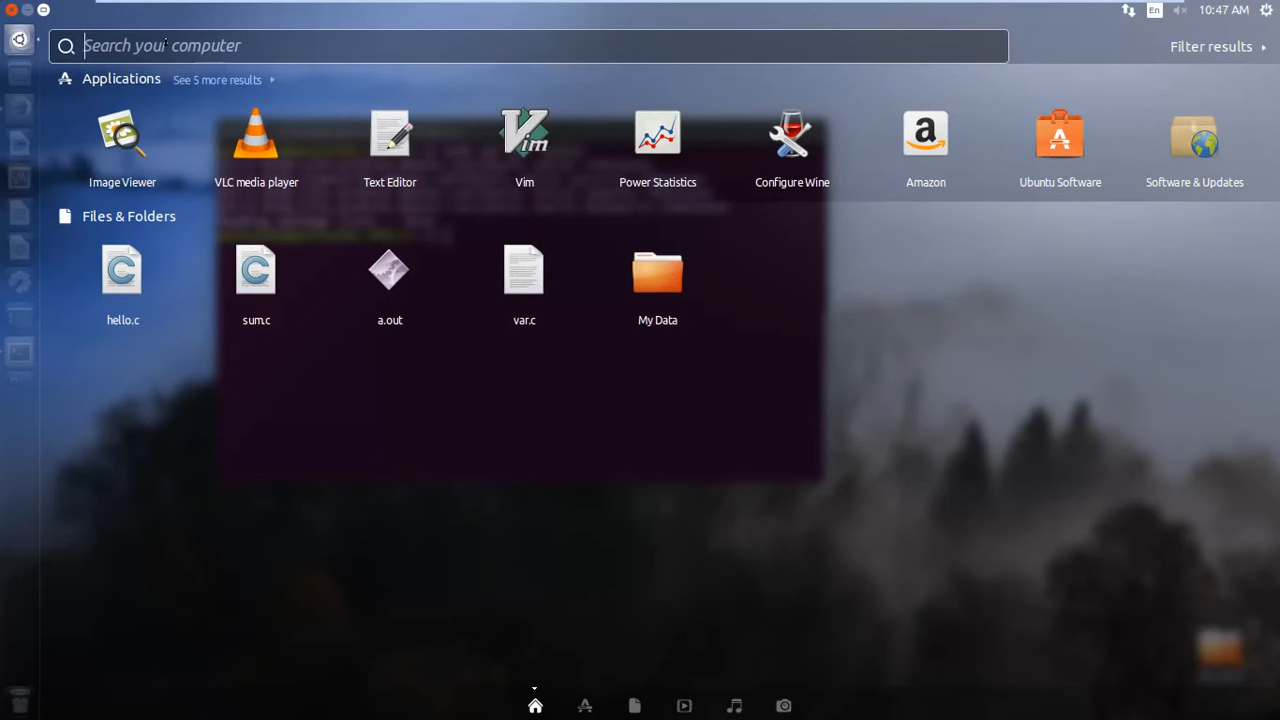 En 10:47 AM
Search your computer
Filter results
Applications See 5 more results
Image Viewer VLC media player Text Editor Vim Power Statistics Configure Wine Amazon Ubuntu Software Software & Updates
Files & Folders
hello.c sum.c a.out var.c My Data